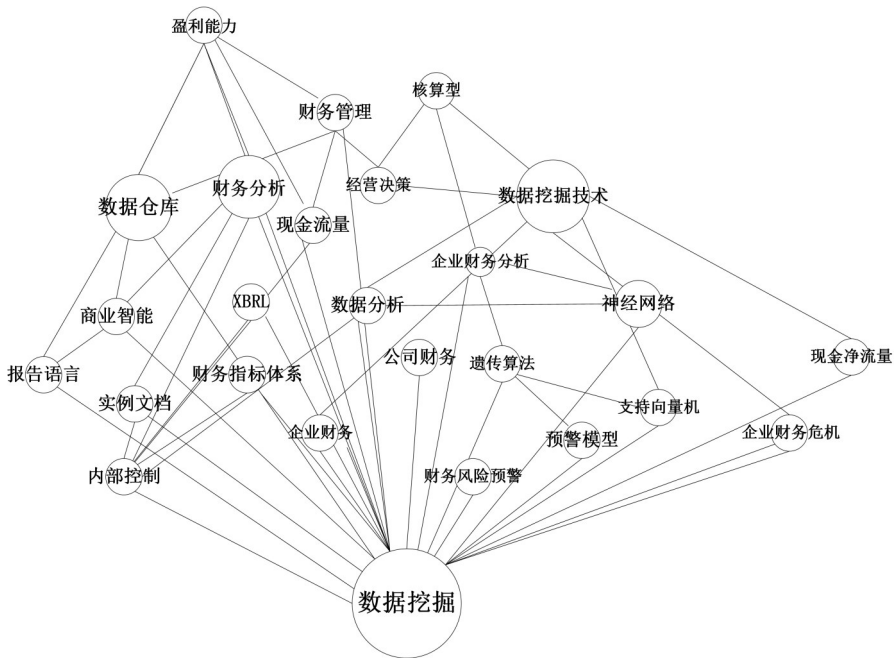 盈利能力
核算型
财务管理
数据仓库
财务分析
经营决策
数据挖掘技术
现金流量
企业财务分析
商业智能
XBRL
数据分析
神经网络
报告语言
财务指标体系
公司财务
遗传算法
现金净流量
实例文档
企业财务
支持向量机
预警模型
企业财务危机
内部控制
财务风险预警
数据挖掘